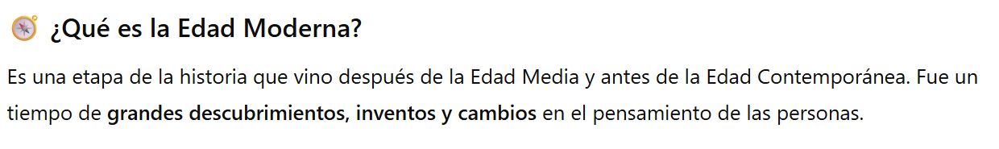 ¿Qué es la Edad Moderna?
Es una etapa de la historia que vino después de la Edad Media y antes de la Edad Contemporánea. Fue un
tiempo de grandes descubrimientos, inventos y cambios en el pensamiento de las personas.